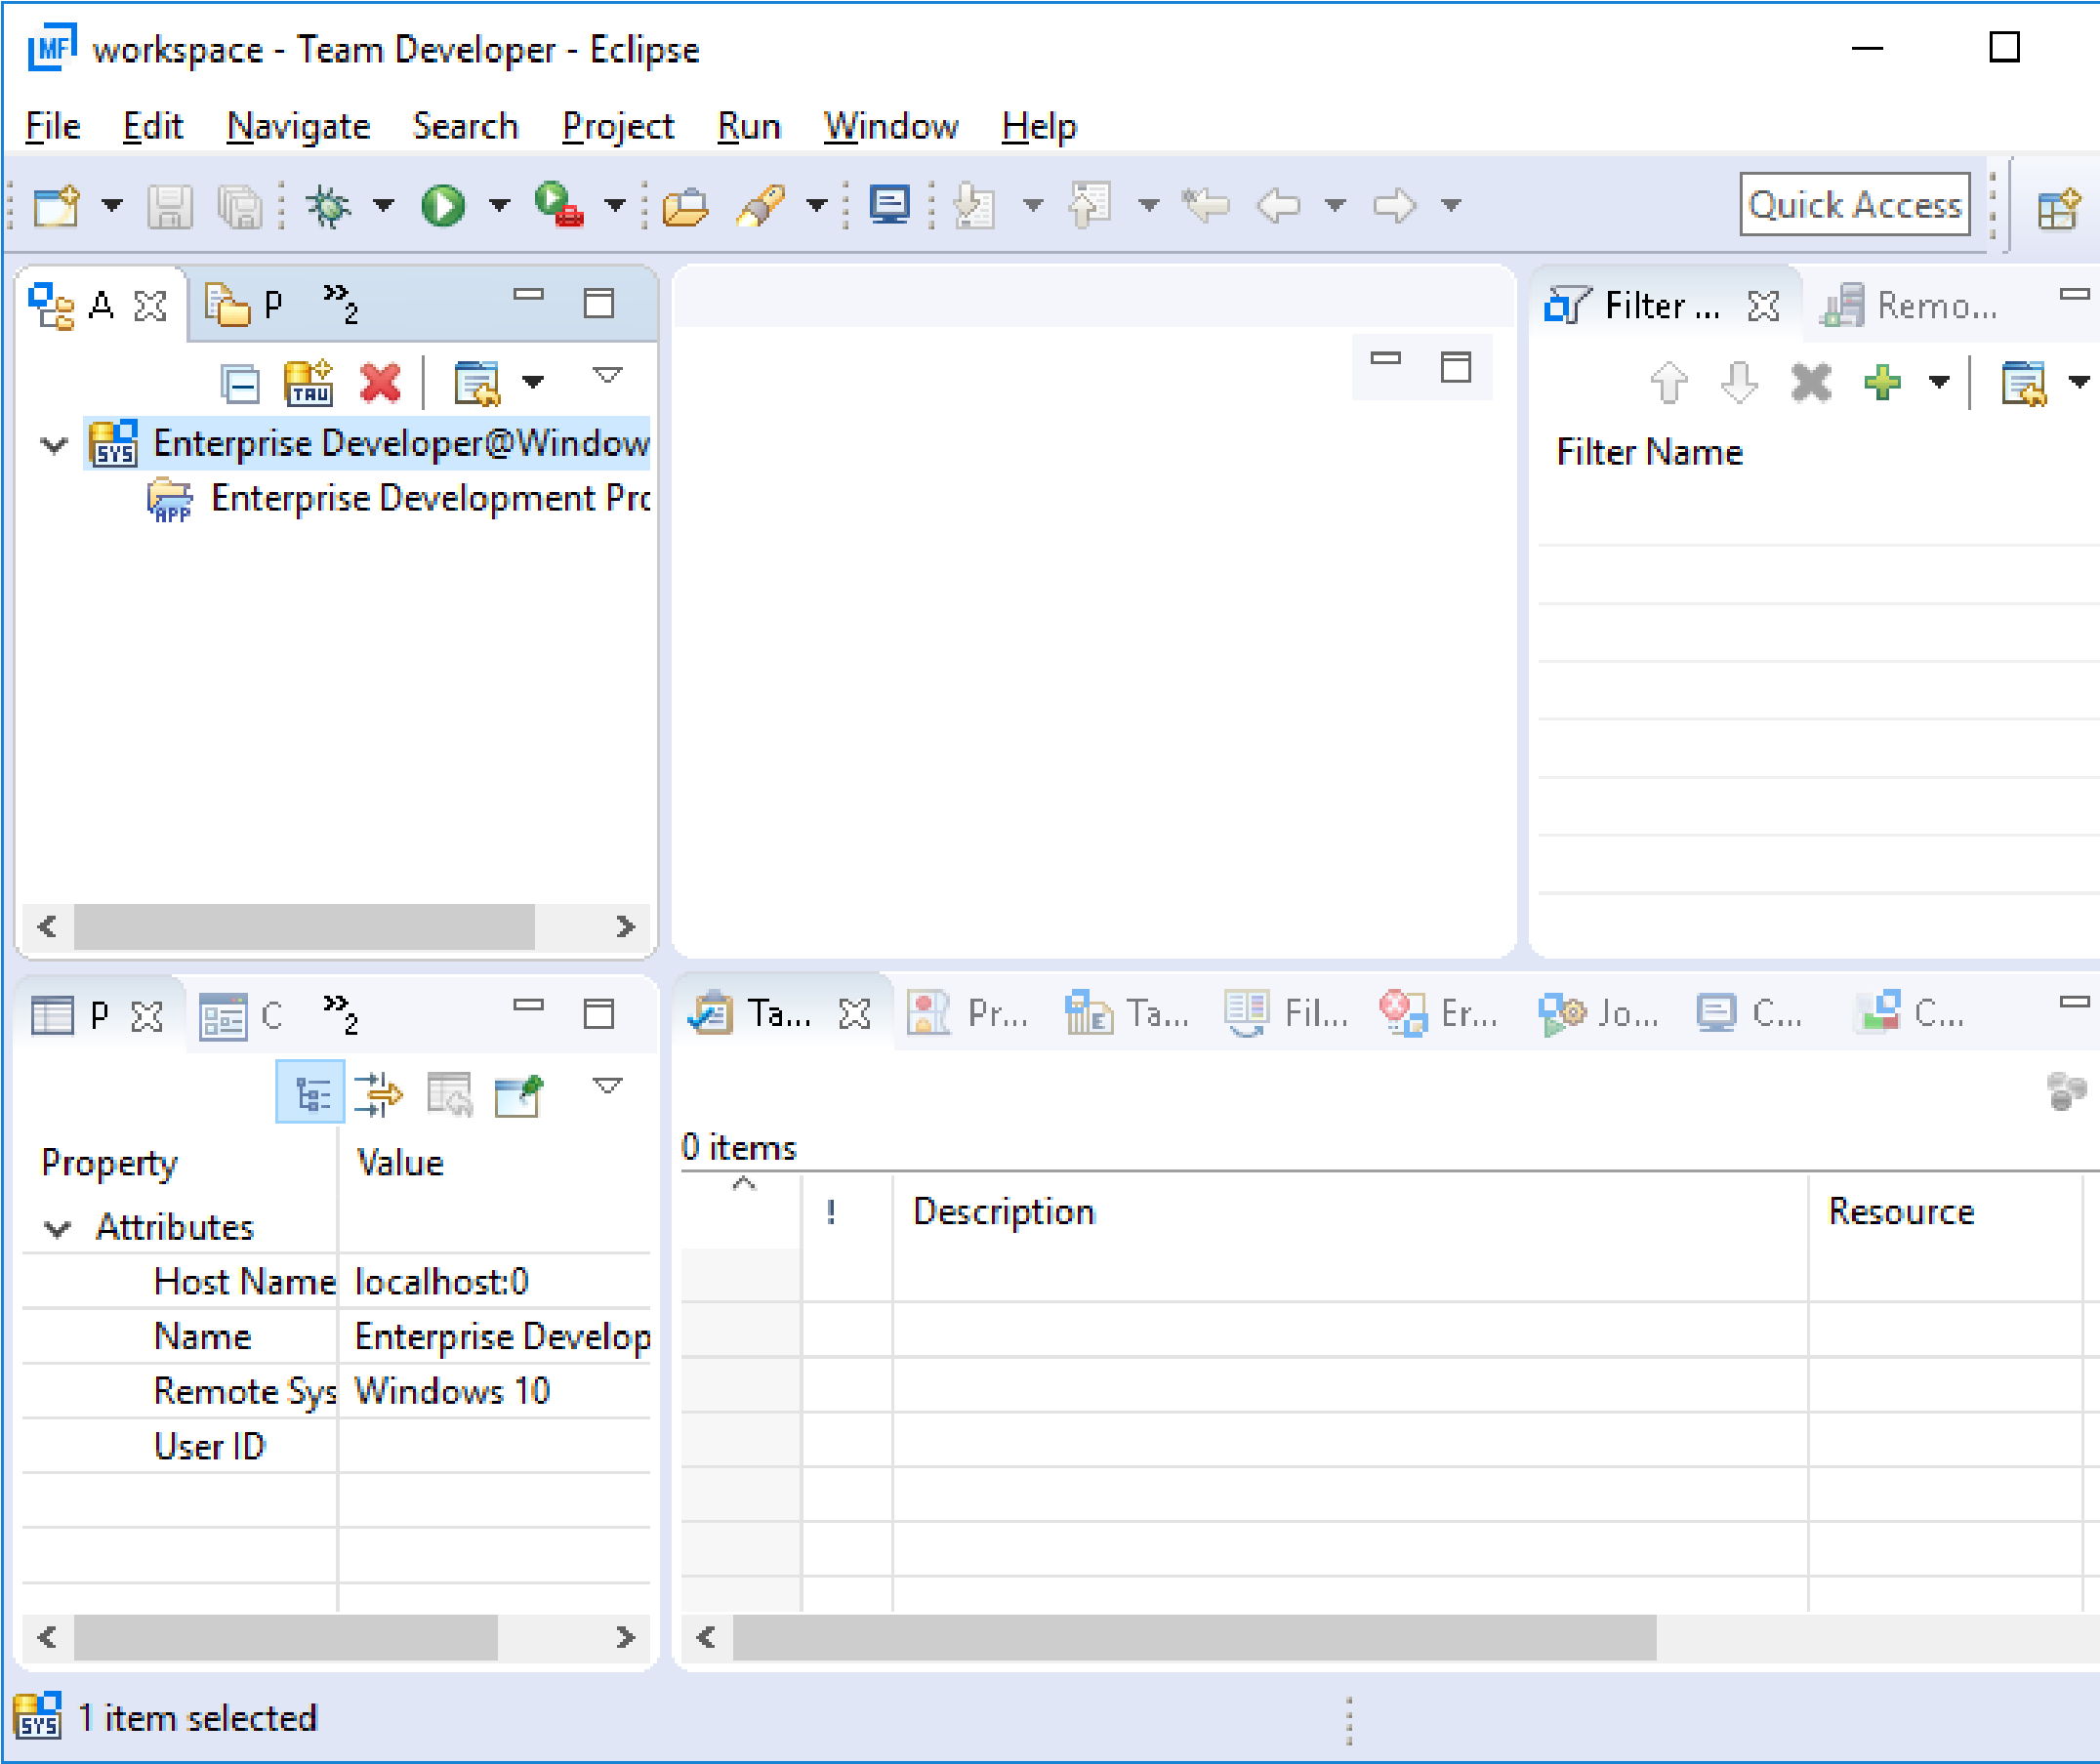 MF workspace - Team Developer - Eclipse
File Edit Navigate Search Project Run Window Help
Quick Access
A P »2
Filter ... Remo...
TAU
SYS Enterprise Developer@Window
APP Enterprise Development Pro
Filter Name
P C »2
Ta... Pr... Ta... Fil... Er... Jo... C... C...
0 items
Property Value
! Description Resource
Attributes
Host Name localhost:0
Name Enterprise Develop
Remote Sys Windows 10
User ID
SYS 1 item selected